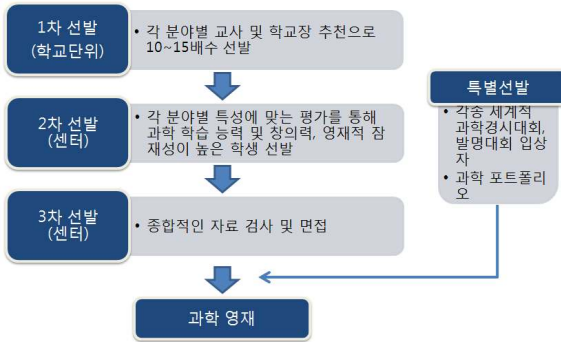 1차 선발
(학교단위)
• 각 분야별 교사 및 학교장 추천으로
10~15배수 선발
2차 선발
(센터)
• 각 분야별 특성에 맞는 평가를 통해
과학 학습 능력 및 창의력, 영재적 잠
재성이 높은 학생 선발
3차 선발
(센터)
• 종합적인 자료 검사 및 면접
특별선발
• 각종 세계적
과학경시대회,
발명대회 입상
자
• 과학 포트폴리
오
과학 영재